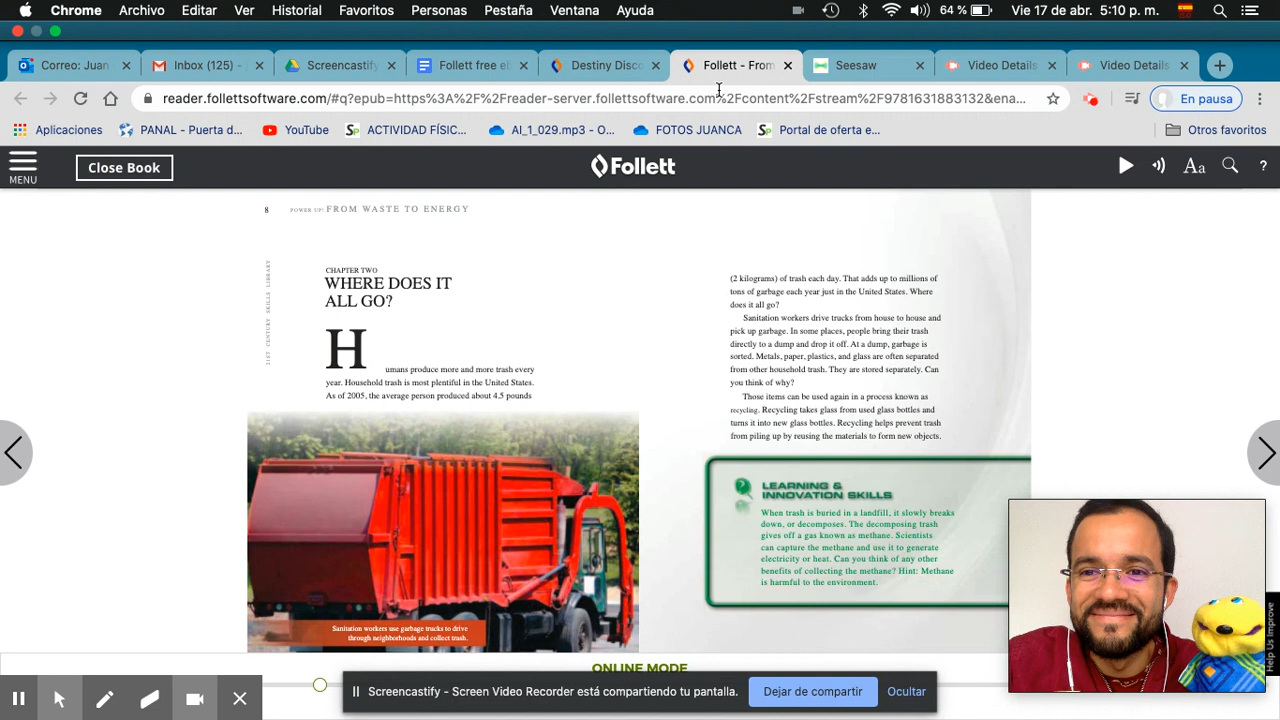 Chrome Archivo Editar Ver Historial Favoritos Personas Pestaña Ventana Ayuda 64 % Vie 17 de abr. 5:10 p. m.
Correo: Juan Inbox (125) - Screencastify Follett free eb Destiny Disco Follett - From Seesaw Video Details Video Details
reader.follettsoftware.com/#q?epub=https%3A%2F%2Freader-server.follettsoftware.com%2Fcontent%2Fstream%2F9781631883132&ena... En pausa
Aplicaciones PANAL - Puerta d... YouTube ACTIVIDAD FÍSIC... AI_1_029.mp3 - O... FOTOS JUANCA Portal de oferta e... Otros favoritos
MENU Close Book Follett Aa ?
8 POWER UP! FROM WASTE TO ENERGY
21ST CENTURY SKILLS LIBRARY
CHAPTER TWO
WHERE DOES IT
ALL GO?
Humans produce more and more trash every
year. Household trash is most plentiful in the United States.
As of 2005, the average person produced about 4.5 pounds
Sanitation workers use garbage trucks to drive
through neighborhoods and collect trash.
(2 kilograms) of trash each day. That adds up to millions of
tons of garbage each year just in the United States. Where
does it all go?
Sanitation workers drive trucks from house to house and
pick up garbage. In some places, people bring their trash
directly to a dump and drop it off. At a dump, garbage is
sorted. Metals, paper, plastics, and glass are often separated
from other household trash. They are stored separately. Can
you think of why?
Those items can be used again in a process known as
recycling. Recycling takes glass from used glass bottles and
turns it into new glass bottles. Recycling helps prevent trash
from piling up by reusing the materials to form new objects.
LEARNING &
INNOVATION SKILLS
When trash is buried in a landfill, it slowly breaks
down, or decomposes. The decomposing trash
gives off a gas known as methane. Scientists
can capture the methane and use it to generate
electricity or heat. Can you think of any other
benefits of collecting the methane? Hint: Methane
is harmful to the environment.
Help Us Improve
ONLINE MODE
Screencastify - Screen Video Recorder está compartiendo tu pantalla. Dejar de compartir Ocultar